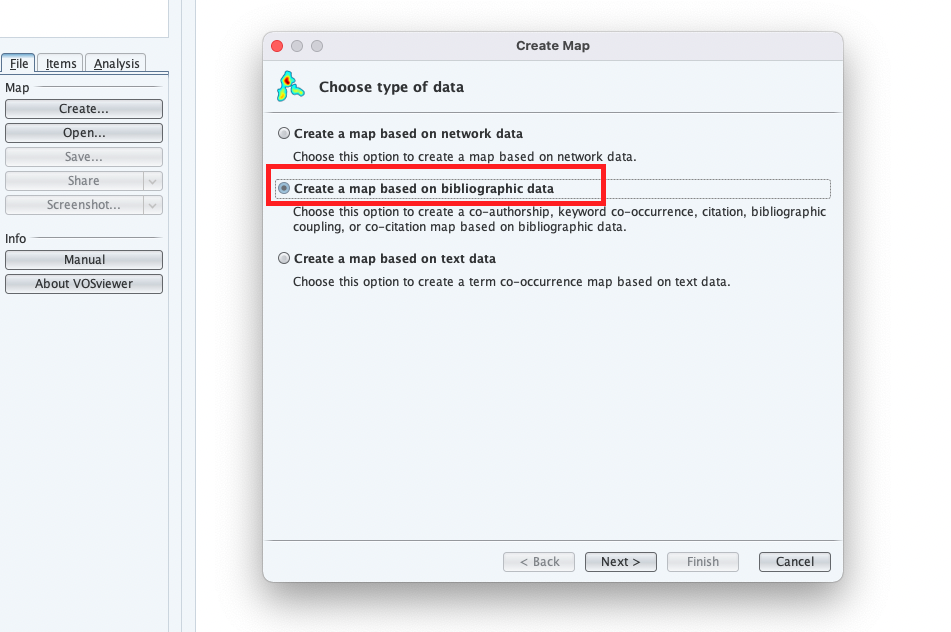 File Items Analysis
Map
Create...
Open...
Save...
Share
Screenshot...
Info
Manual
About VOSviewer
Create Map
Choose type of data
Create a map based on network data
Choose this option to create a map based on network data.
Create a map based on bibliographic data
Choose this option to create a co-authorship, keyword co-occurrence, citation, bibliographic
coupling, or co-citation map based on bibliographic data.
Create a map based on text data
Choose this option to create a term co-occurrence map based on text data.
< Back Next > Finish Cancel